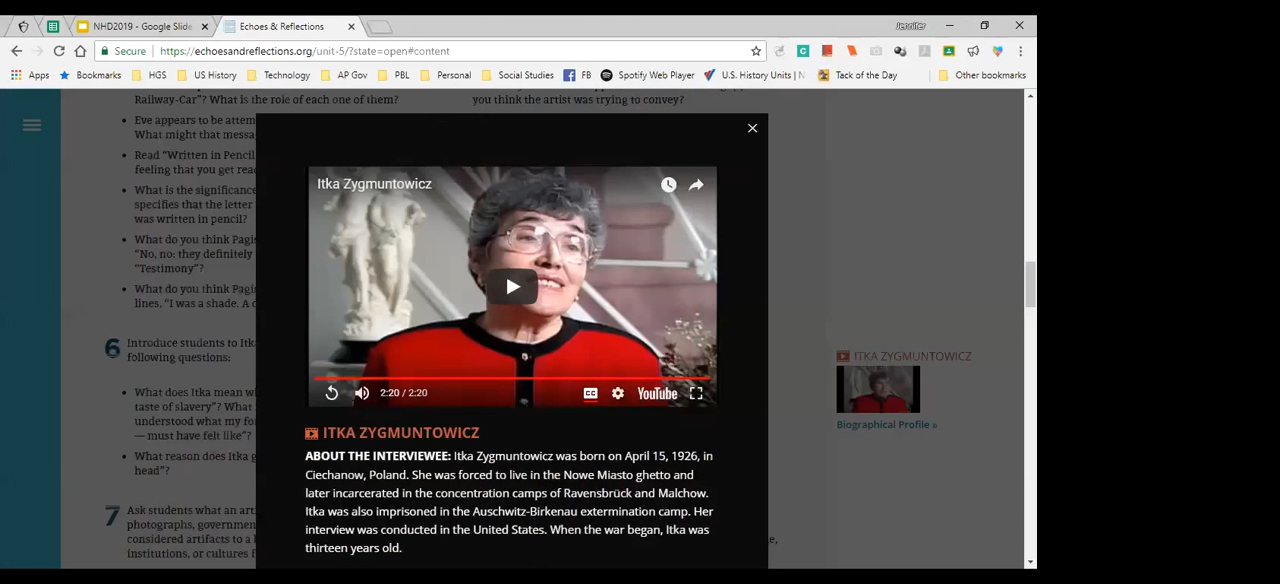 Jennifer
NHD2019 - Google Slide
Echoes & Reflections
Secure | https://echoesandreflections.org/unit-5/?state=open#content
Apps Bookmarks HGS US History Technology AP Gov PBL Personal Social Studies FB Spotify Web Player U.S. History Units | N Tack of the Day Other bookmarks
Railway-Car”? What is the role of each one of them?
you think the artist was trying to convey?
Eve appears to be attem
What might that messa
Read “Written in Pencil
feeling that you get rea
What is the significance
specifies that the letter
was written in pencil?
What do you think Pagis
“No, no: they definitely
“Testimony”?
What do you think Pagis
lines, “I was a shade. A c
6 Introduce students to Itk
following questions:
What does Itka mean w
taste of slavery”? What
understood what my for
— must have felt like”?
What reason does Itka g
head”?
7 Ask students what an arti
photographs, governmen
considered artifacts to a
institutions, or cultures f
Itka Zygmuntowicz
2:20 / 2:20
CC
YouTube
ITKA ZYGMUNTOWICZ
ABOUT THE INTERVIEWEE: Itka Zygmuntowicz was born on April 15, 1926, in
Ciechanow, Poland. She was forced to live in the Nowe Miasto ghetto and
later incarcerated in the concentration camps of Ravensbrück and Malchow.
Itka was also imprisoned in the Auschwitz-Birkenau extermination camp. Her
interview was conducted in the United States. When the war began, Itka was
thirteen years old.
ITKA ZYGMUNTOWICZ
Biographical Profile »